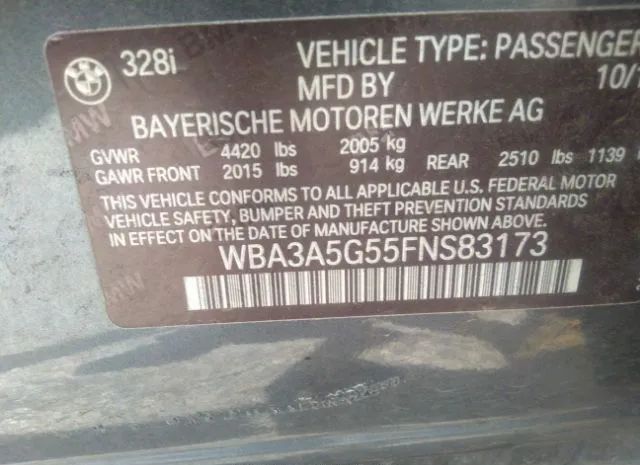 328i VEHICLE TYPE: PASSENGER
MFD BY 10/
BAYERISCHE MOTOREN WERKE AG
GVWR 4420 lbs 2005 kg
GAWR FRONT 2015 lbs 914 kg REAR 2510 lbs 1139
THIS VEHICLE CONFORMS TO ALL APPLICABLE U.S. FEDERAL MOTOR
VEHICLE SAFETY, BUMPER AND THEFT PREVENTION STANDARDS
IN EFFECT ON THE DATE OF MANUFACTURE SHOWN ABOVE.
WBA3A5G55FNS83173